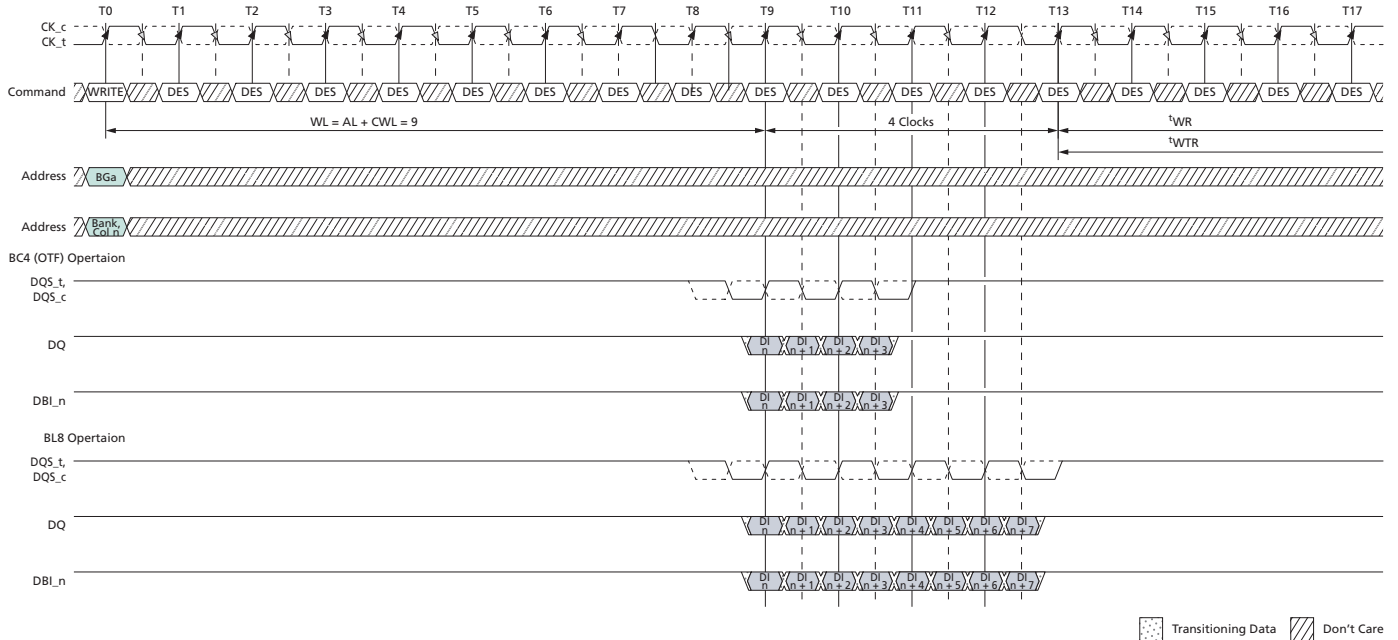 T0 T1 T2 T3 T4 T5 T6 T7 T8 T9 T10 T11 T12 T13 T14 T15 T16 T17
CK_c
CK_t
Command WRITE DES DES DES DES DES DES DES DES DES DES DES DES DES DES DES DES DES
WL = AL + CWL = 9 4 Clocks tWR
tWTR
Address BGa
Address Bank, Col n
BC4 (OTF) Opertaion
DQS_t,
DQS_c
DQ DI n DI n + 1 DI n + 2 DI n + 3
DBI_n DI n DI n + 1 DI n + 2 DI n + 3
BL8 Opertaion
DQS_t,
DQS_c
DQ DI n DI n + 1 DI n + 2 DI n + 3 DI n + 4 DI n + 5 DI n + 6 DI n + 7
DBI_n DI n DI n + 1 DI n + 2 DI n + 3 DI n + 4 DI n + 5 DI n + 6 DI n + 7
Transitioning Data Don't Care